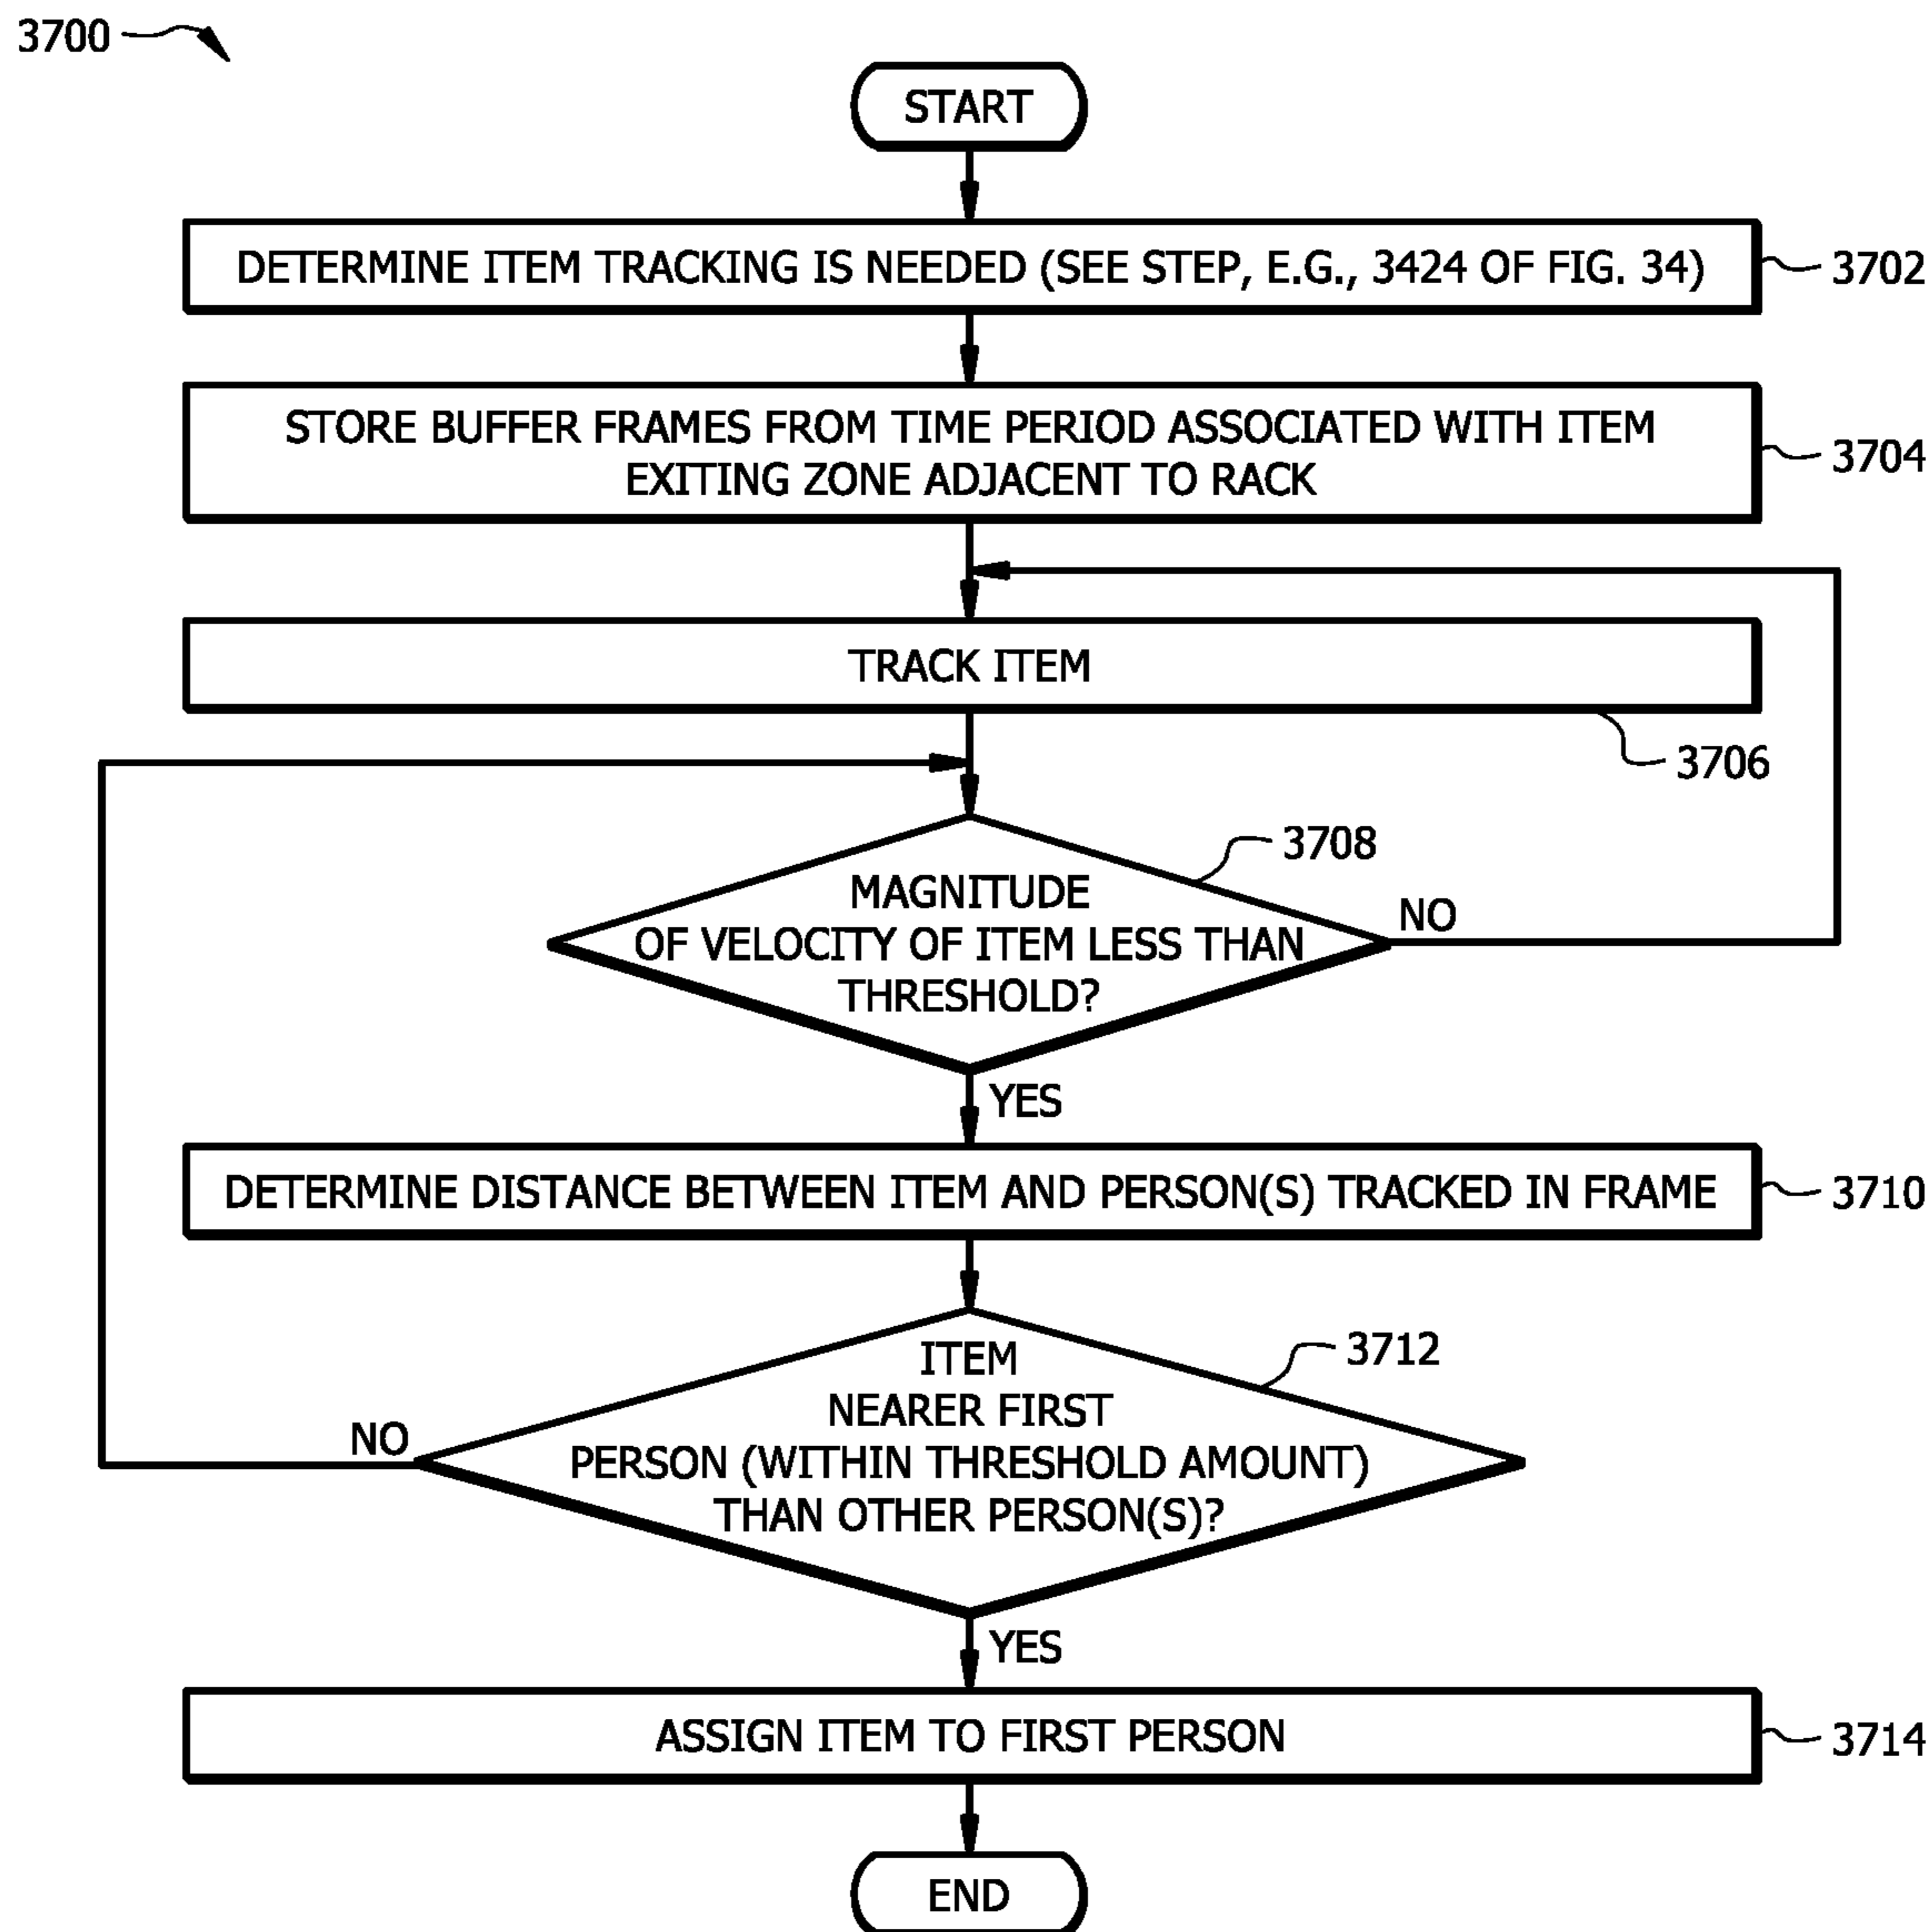 3700
START
DETERMINE ITEM TRACKING IS NEEDED (SEE STEP, E.G., 3424 OF FIG. 34)
3702
STORE BUFFER FRAMES FROM TIME PERIOD ASSOCIATED WITH ITEM
EXITING ZONE ADJACENT TO RACK
3704
TRACK ITEM
3706
3708
MAGNITUDE
OF VELOCITY OF ITEM LESS THAN
THRESHOLD?
NO
YES
DETERMINE DISTANCE BETWEEN ITEM AND PERSON(S) TRACKED IN FRAME
3710
3712
ITEM
NEARER FIRST
PERSON (WITHIN THRESHOLD AMOUNT)
THAN OTHER PERSON(S)?
NO
YES
ASSIGN ITEM TO FIRST PERSON
3714
END